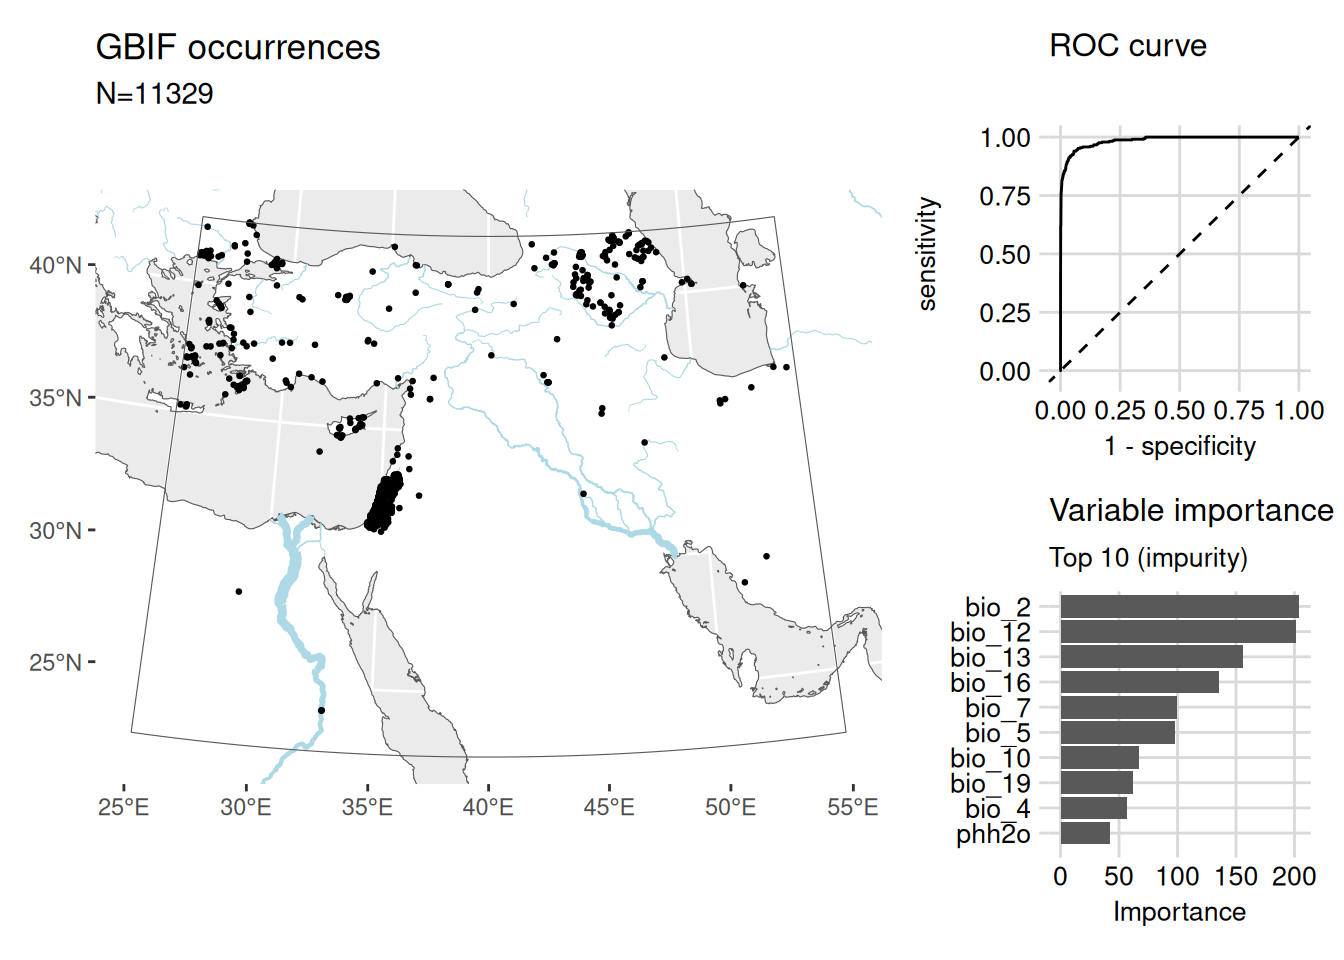 GBIF occurrences
N=11329
40°N
35°N
30°N
25°N
25°E 30°E 35°E 40°E 45°E 50°E 55°E
ROC curve
sensitivity
1.00
0.75
0.50
0.25
0.00
0.00 0.25 0.50 0.75 1.00
1 - specificity
Variable importance
Top 10 (impurity)
bio_2
bio_12
bio_13
bio_16
bio_7
bio_5
bio_10
bio_19
bio_4
phh2o
0 50 100 150 200
Importance